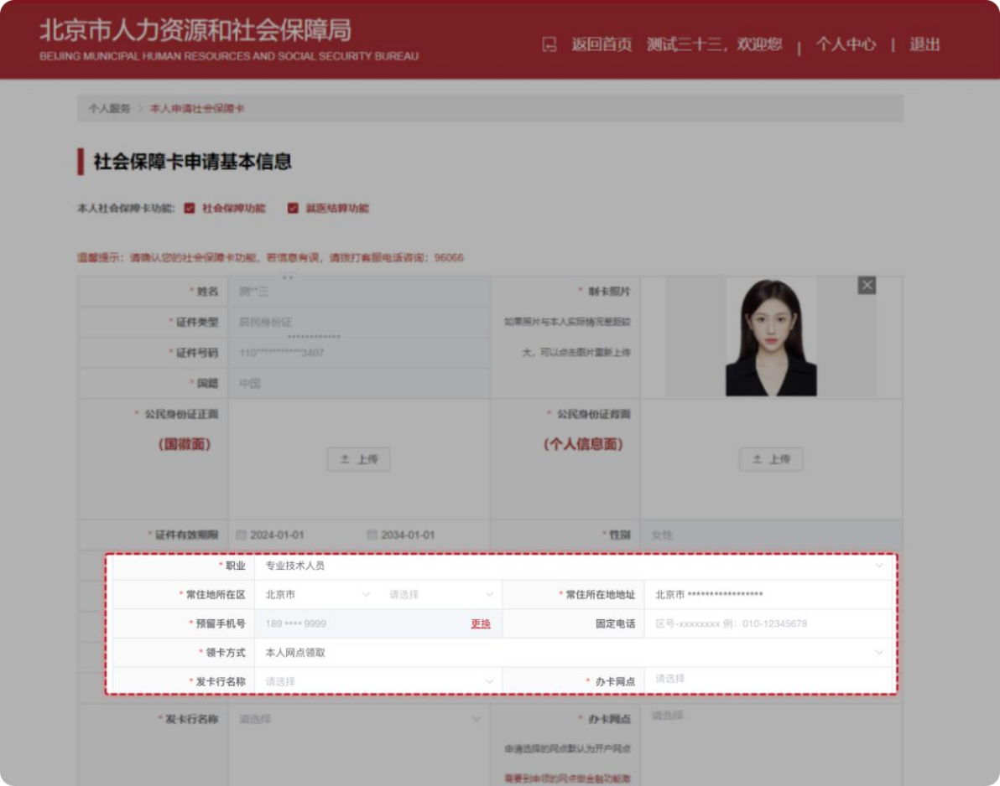 北京市人力资源和社会保障局
BEIJING MUNICIPAL HUMAN RESOURCES AND SOCIAL SECURITY BUREAU
返回首页 测试三十三，欢迎您 | 个人中心 | 退出
个人服务 > 本人申请社会保障卡
社会保障卡申请基本信息
本人社会保障卡功能: 社会保障功能 就医结算功能
温馨提示：请确认您的社会保障卡功能，若信息有误，请拨打客服电话咨询：96066
* 姓名 测**三
* 制卡照片
* 证件类型 居民身份证
如果照片与本人实际情况差距较
* 证件号码 110***********3407
大，可以点击图片重新上传
* 国籍 中国
* 公民身份证正面
(国徽面)
上传
* 公民身份证背面
(个人信息面)
上传
* 证件有效期限 2024-01-01 2034-01-01
* 性别 女性
* 职业 专业技术人员
* 常住地所在区 北京市 请选择
* 常住所在地地址 北京市 *****************
* 预留手机号 189 **** 9999 更换
固定电话 区号-xxxxxxxx 例：010-12345678
* 领卡方式 本人网点领取
* 发卡行名称 请选择
* 办卡网点 请选择
* 发卡行名称 请选择
* 办卡网点 请选择
申请选择的网点默认为开户网点
需要到申领的网点做金融功能激